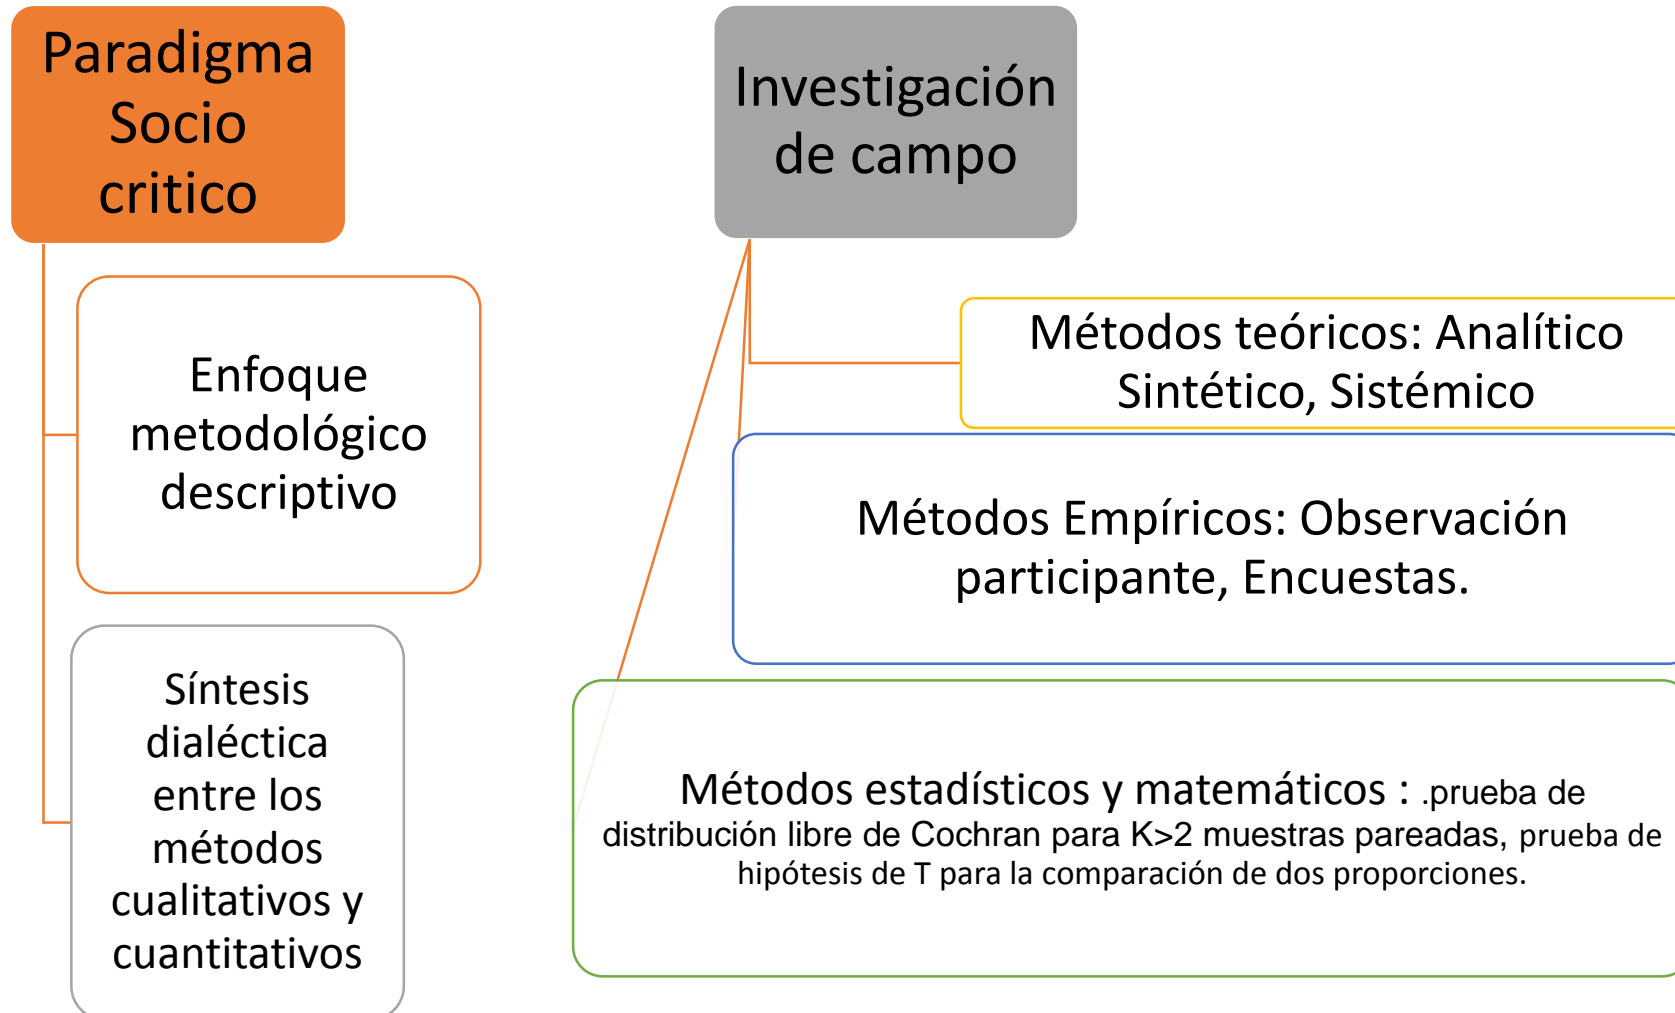 Paradigma
Socio
critico
Enfoque
metodológico
descriptivo
Síntesis
dialéctica
entre los
métodos
cualitativos y
cuantitativos
Investigación
de campo
Métodos teóricos: Analítico
Sintético, Sistémico
Métodos Empíricos: Observación
participante, Encuestas.
Métodos estadísticos y matemáticos : .prueba de
distribución libre de Cochran para K>2 muestras pareadas, prueba de
hipótesis de T para la comparación de dos proporciones.